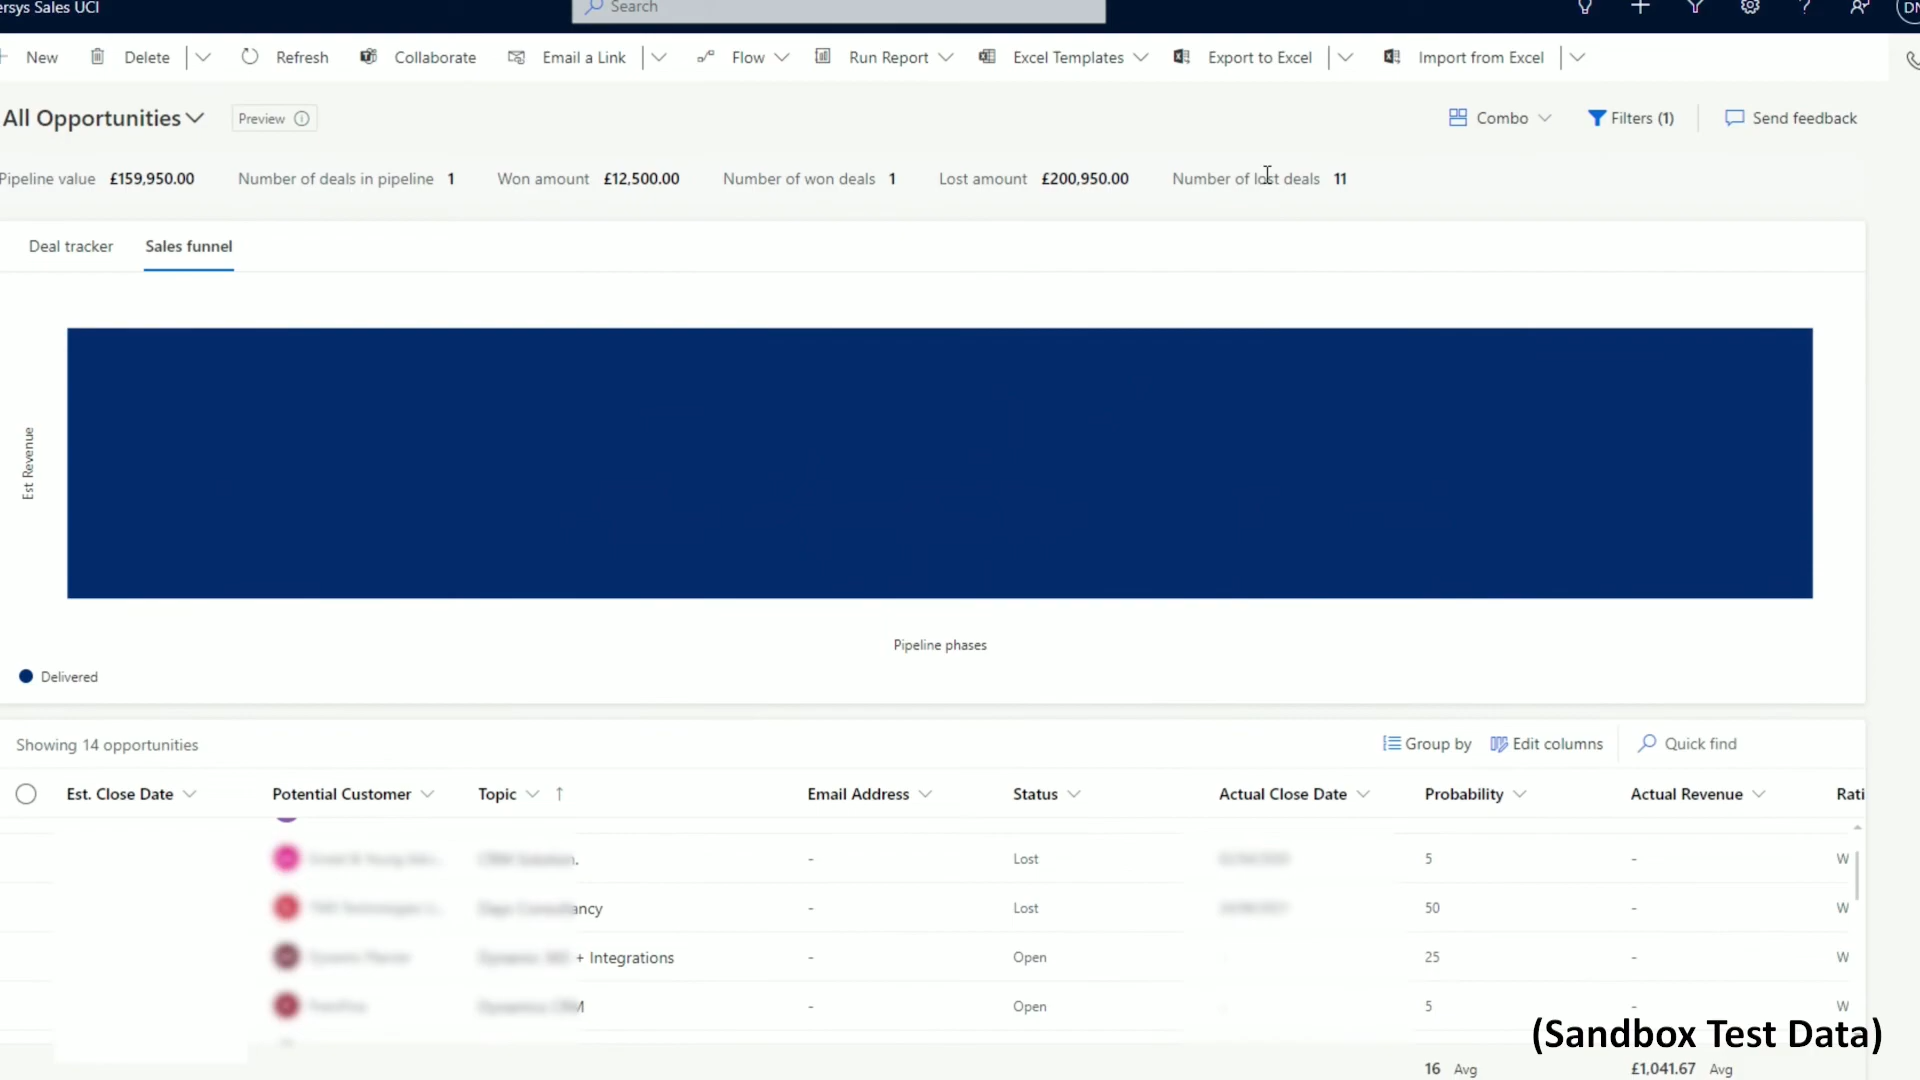 ersys Sales UCI
Search
New
Delete
Refresh
Collaborate
Email a Link
Flow
Run Report
Excel Templates
Export to Excel
Import from Excel
All Opportunities
Preview
Combo
Filters (1)
Send feedback
Pipeline value £159,950.00
Number of deals in pipeline 1
Won amount £12,500.00
Number of won deals 1
Lost amount £200,950.00
Number of lost deals 11
Deal tracker
Sales funnel
Est Revenue
Pipeline phases
Delivered
Showing 14 opportunities
Group by
Edit columns
Quick find
Est. Close Date
Potential Customer
Topic
Email Address
Status
Actual Close Date
Probability
Actual Revenue
Rati
- Lost 5 - W
ancy - Lost 50 - W
+ Integrations - Open 25 - W
- Open 5 - W
(Sandbox Test Data)
16 Avg
£1,041.67 Avg